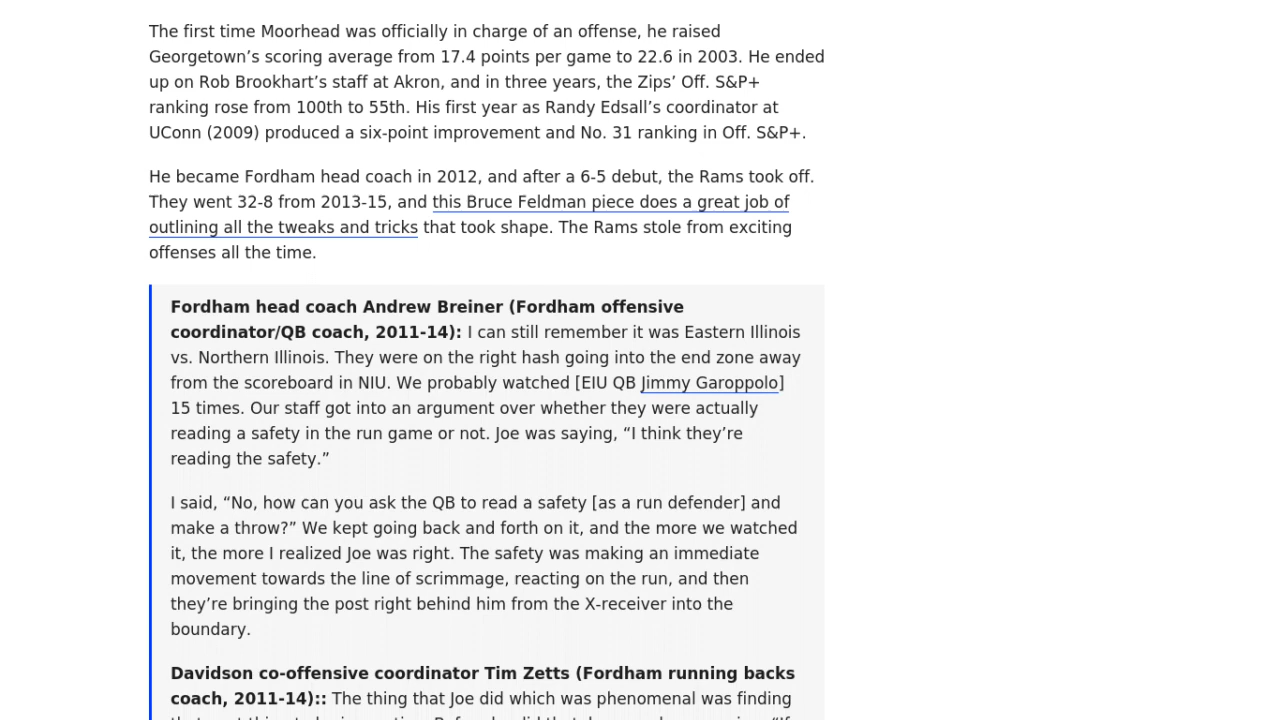 The first time Moorhead was officially in charge of an offense, he raised
Georgetown’s scoring average from 17.4 points per game to 22.6 in 2003. He ended
up on Rob Brookhart’s staff at Akron, and in three years, the Zips’ Off. S&P+
ranking rose from 100th to 55th. His first year as Randy Edsall’s coordinator at
UConn (2009) produced a six-point improvement and No. 31 ranking in Off. S&P+.
He became Fordham head coach in 2012, and after a 6-5 debut, the Rams took off.
They went 32-8 from 2013-15, and this Bruce Feldman piece does a great job of
outlining all the tweaks and tricks that took shape. The Rams stole from exciting
offenses all the time.
Fordham head coach Andrew Breiner (Fordham offensive
coordinator/QB coach, 2011-14): I can still remember it was Eastern Illinois
vs. Northern Illinois. They were on the right hash going into the end zone away
from the scoreboard in NIU. We probably watched [EIU QB Jimmy Garoppolo]
15 times. Our staff got into an argument over whether they were actually
reading a safety in the run game or not. Joe was saying, “I think they’re
reading the safety.”
I said, “No, how can you ask the QB to read a safety [as a run defender] and
make a throw?” We kept going back and forth on it, and the more we watched
it, the more I realized Joe was right. The safety was making an immediate
movement towards the line of scrimmage, reacting on the run, and then
they’re bringing the post right behind him from the X-receiver into the
boundary.
Davidson co-offensive coordinator Tim Zetts (Fordham running backs
coach, 2011-14):: The thing that Joe did which was phenomenal was finding